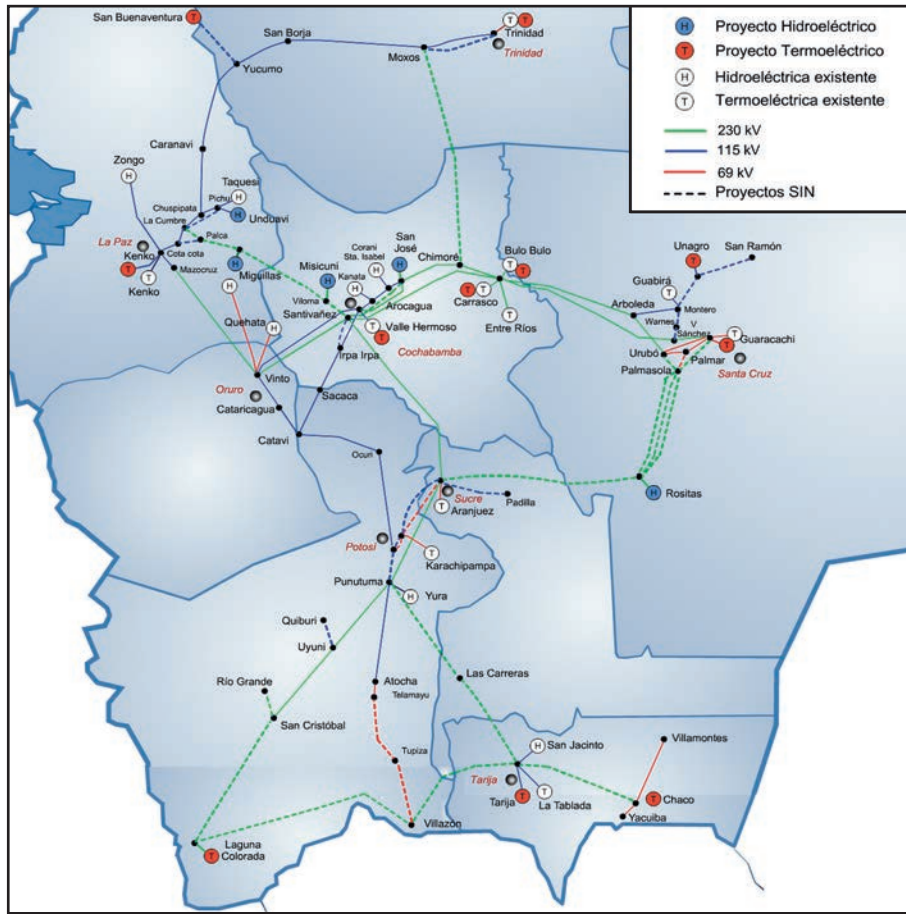 San Buenaventura
T
San Borja
Yucumo
Moxos
T
T
Trinidad
Trinidad
H
Proyecto Hidroeléctrico
T
Proyecto Termoeléctrico
H
Hidroeléctrica existente
T
Termoeléctrica existente
230 kV
115 kV
69 kV
Proyectos SIN
Caranavi
Zongo
H
Taquesi
H
Chuspipata
Pichu
H
Unduavi
La Cumbre
Palca
La Paz
Kenko
T
Cota cota
Mazocruz
T
Kenko
H
Miguillas
H
Quehata
H
Misicuni
H
Viloma
Santivañez
Corani
Sta. Isabel
H
Kanata
H
San
José
H
Arocagua
T
Valle Hermoso
T
Cochabamba
Irpa Irpa
Chimoré
Bulo Bulo
T
T
T
T
Carrasco
T
Entre Ríos
Unagro
T
San Ramón
Guabirá
T
Arboleda
Montero
Warnes
V
Sánchez
T
Guaracachi
T
Urubó
Palmar
Palmasola
Santa Cruz
Vinto
Oruro
Cataricagua
Sacaca
Catavi
Ocuri
Sucre
T
Aranjuez
Padilla
H
Rositas
Potosí
T
Karachipampa
Punutuma
H
Yura
Quiburi
Uyuni
Río Grande
San Cristóbal
Atocha
Telamayu
Tupiza
Las Carreras
H
San Jacinto
Tarija
T
Tarija
T
La Tablada
Villamontes
T
Chaco
Yacuiba
Villazón
Laguna
Colorada
T